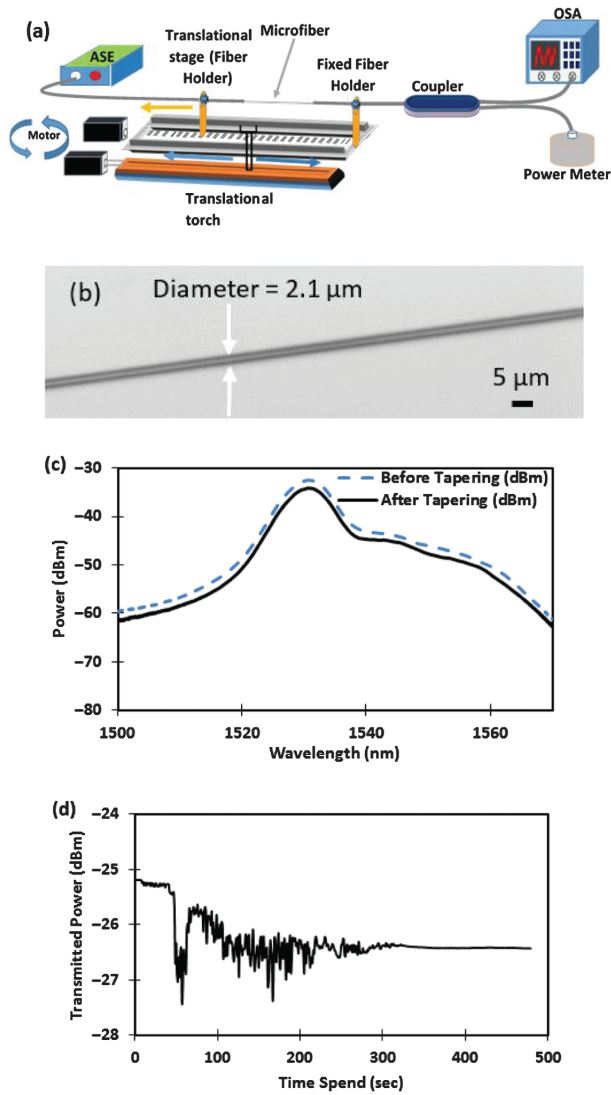 (a)
ASE
Translational
stage (Fiber
Holder)
Microfiber
Fixed Fiber
Holder
Coupler
OSA
Motor
Power Meter
Translational
torch
(b)
Diameter = 2.1 μm
5 μm
(c)
−30
−40
−50
−60
−70
−80
Power (dBm)
Before Tapering (dBm)
After Tapering (dBm)
1500
1520
1540
1560
Wavelength (nm)
(d)
−24
−25
−26
−27
−28
Transmitted Power (dBm)
0
100
200
300
400
500
Time Spend (sec)